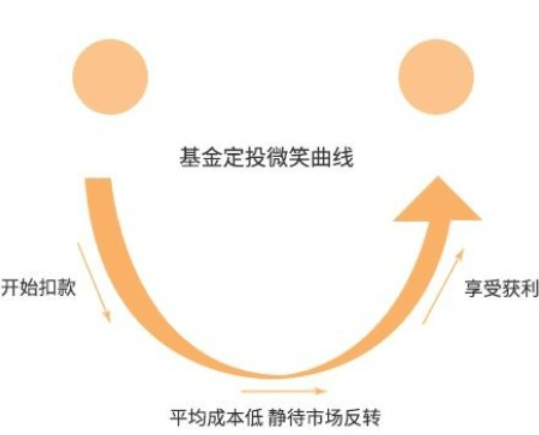 基金定投微笑曲线
开始扣款
享受获利
平均成本低 静待市场反转